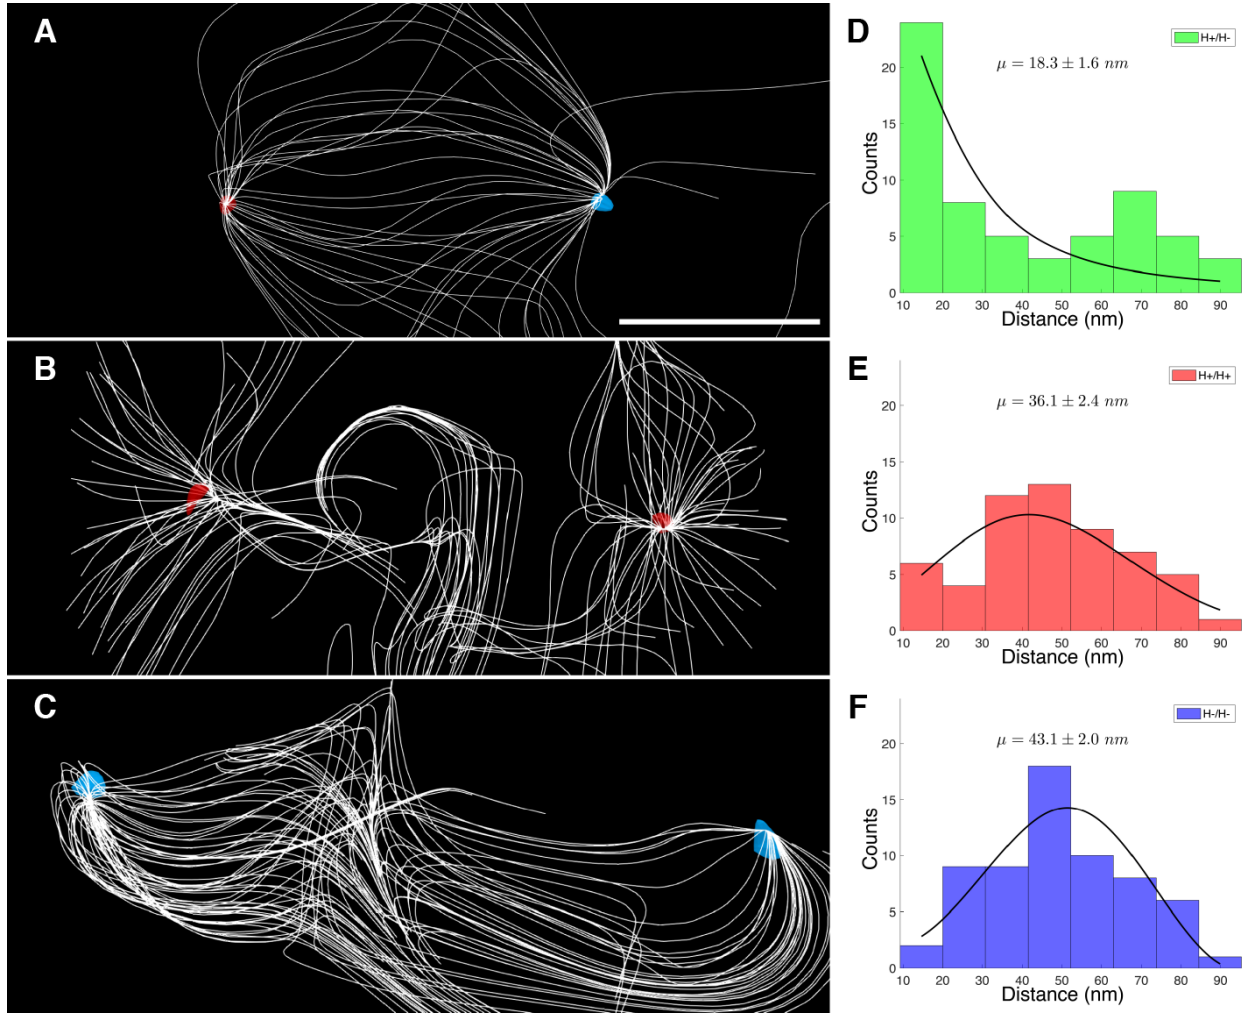 A
B
C
D
H+/H-
μ = 18.3 ± 1.6 nm
Counts
20
15
10
5
0
10 20 30 40 50 60 70 80 90
Distance (nm)
E
H+/H+
μ = 36.1 ± 2.4 nm
Counts
20
15
10
5
0
10 20 30 40 50 60 70 80 90
Distance (nm)
F
H-/H-
μ = 43.1 ± 2.0 nm
Counts
20
15
10
5
0
10 20 30 40 50 60 70 80 90
Distance (nm)